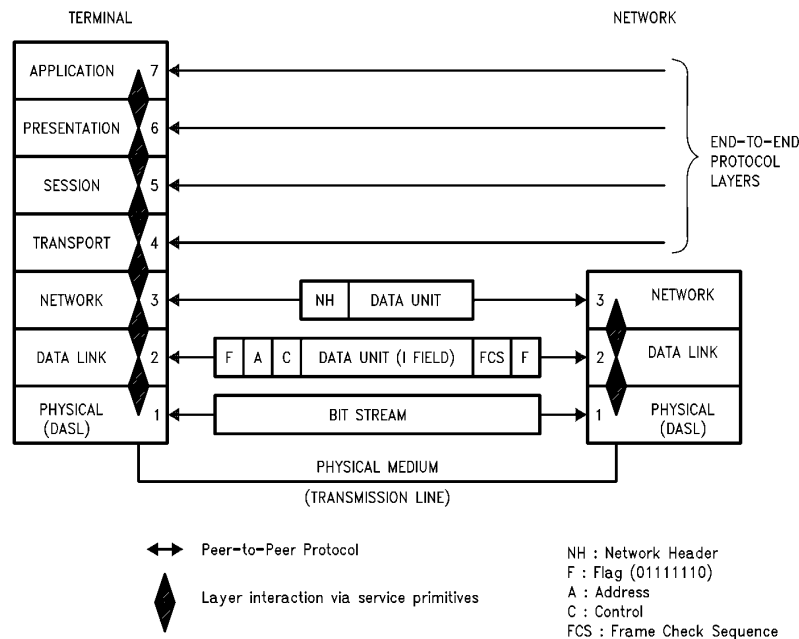 TERMINAL
NETWORK
APPLICATION 7
PRESENTATION 6
SESSION 5
TRANSPORT 4
END-TO-END
PROTOCOL
LAYERS
NETWORK 3
NH DATA UNIT
3 NETWORK
DATA LINK 2
F A C DATA UNIT (I FIELD) FCS F
2 DATA LINK
PHYSICAL
(DASL) 1
BIT STREAM
1 PHYSICAL
(DASL)
PHYSICAL MEDIUM
(TRANSMISSION LINE)
Peer-to-Peer Protocol
Layer interaction via service primitives
NH : Network Header
F : Flag (01111110)
A : Address
C : Control
FCS : Frame Check Sequence